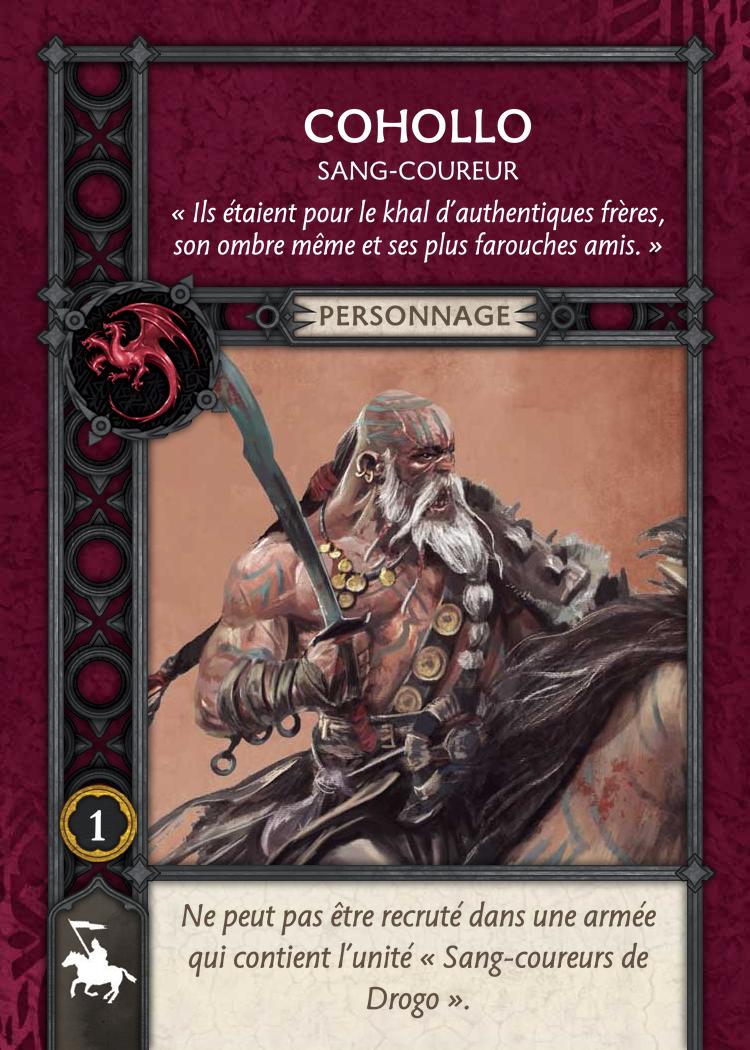 COHOLLO
SANG-COUREUR
« Ils étaient pour le khal d'authentiques frères,
son ombre même et ses plus farouches amis. »
PERSONNAGE
1
Ne peut pas être recruté dans une armée
qui contient l'unité « Sang-coureurs de
Drogo ».